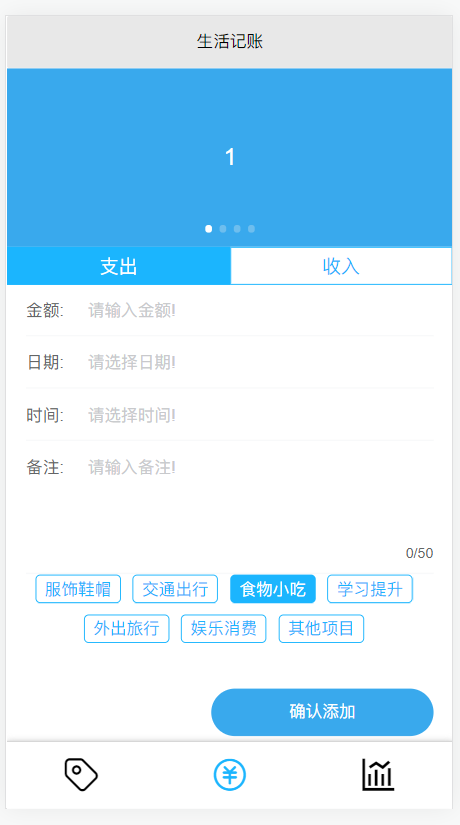 生活记账
1
支出 收入
金额: 请输入金额!
日期: 请选择日期!
时间: 请选择时间!
备注: 请输入备注!
0/50
服饰鞋帽 交通出行 食物小吃 学习提升
外出旅行 娱乐消费 其他项目
确认添加